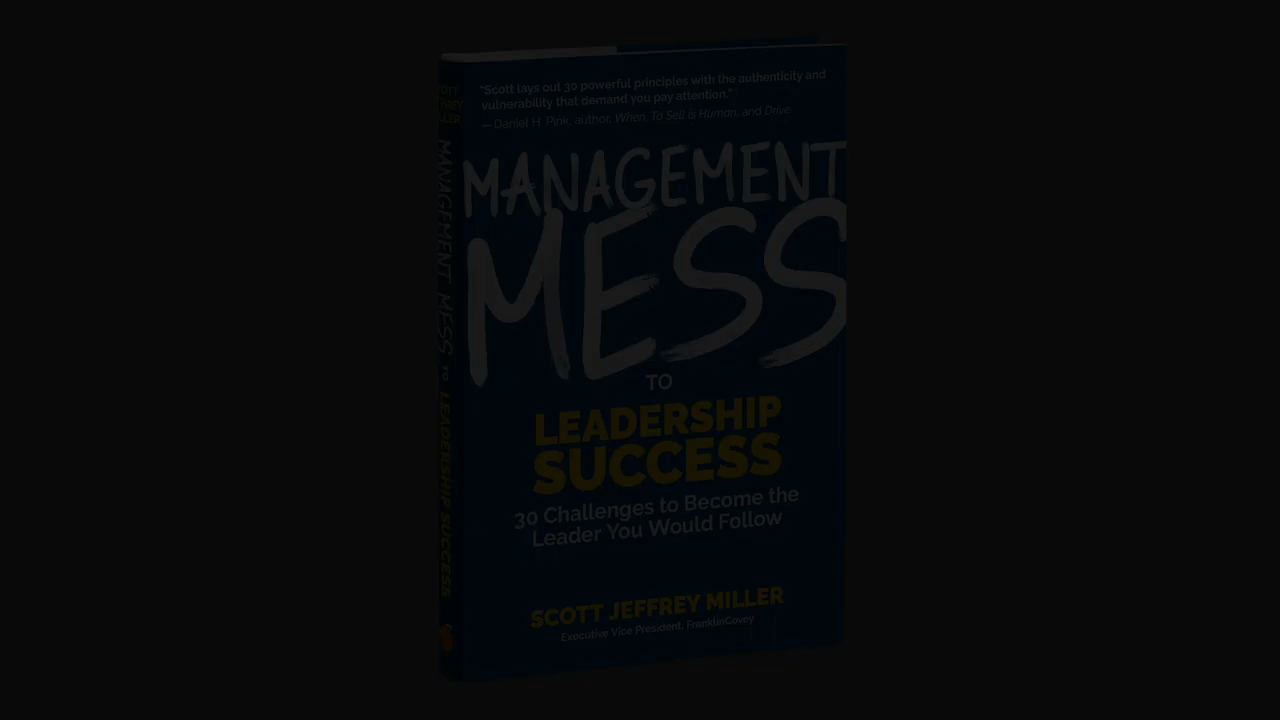 "Scott lays out 30 powerful principles with the authenticity and
vulnerability that demand you pay attention."
—Daniel H. Pink, author, When, To Sell is Human, and Drive
MANAGEMENT
MESS
TO
LEADERSHIP
SUCCESS
30 Challenges to Become the
Leader You Would Follow
SCOTT JEFFREY MILLER
Executive Vice President, FranklinCovey
MANAGEMENT MESS TO LEADERSHIP SUCCESS